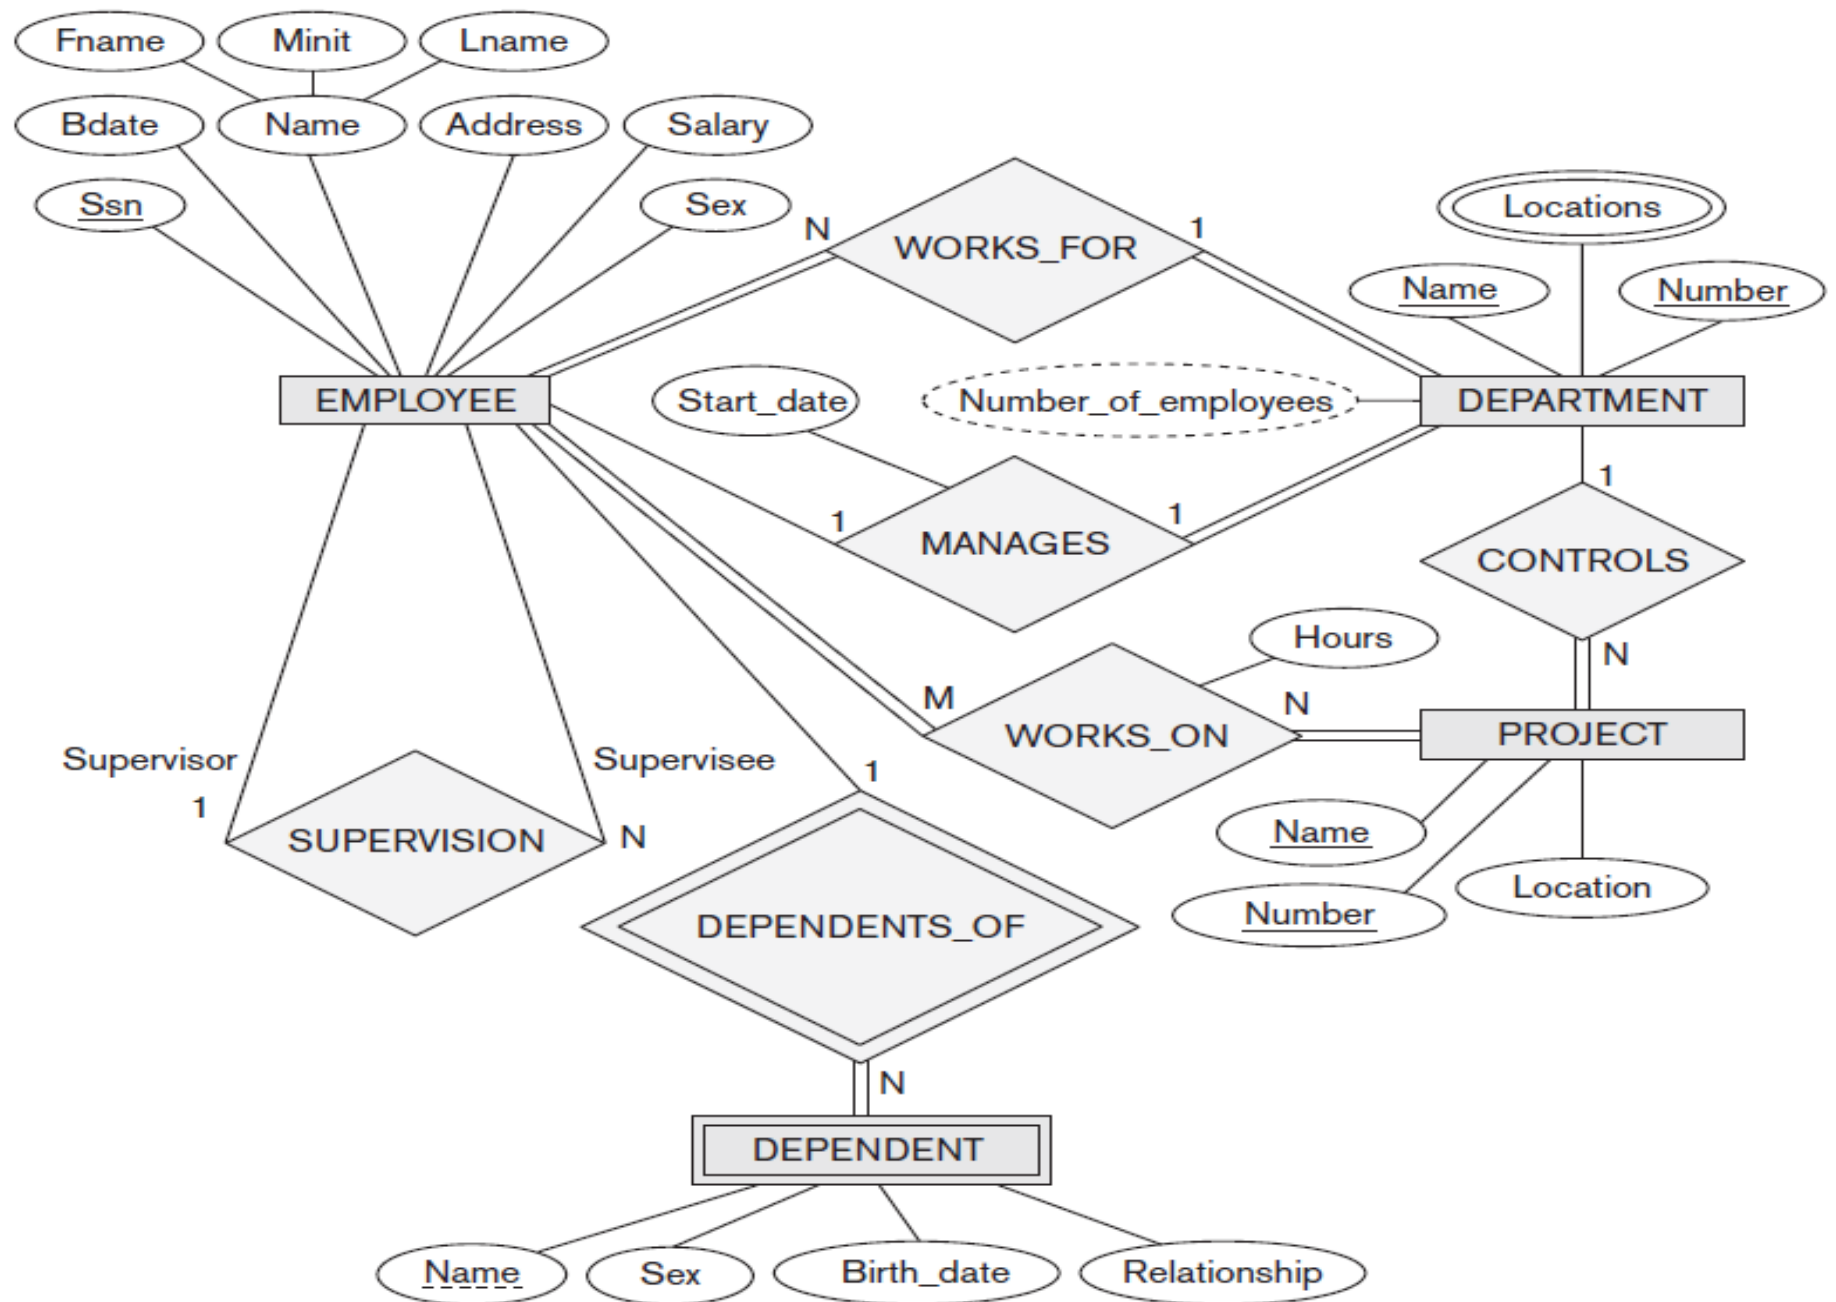 Fname Minit Lname
Bdate Name Address Salary
Ssn Sex
N WORKS_FOR 1
Locations
Name Number
EMPLOYEE Start_date Number_of_employees DEPARTMENT
1 MANAGES 1
1
CONTROLS
N
Hours
M WORKS_ON N
PROJECT
Name
Number
Location
Supervisor Supervisee
1 SUPERVISION N
1
DEPENDENTS_OF
N
DEPENDENT
Name Sex Birth_date Relationship